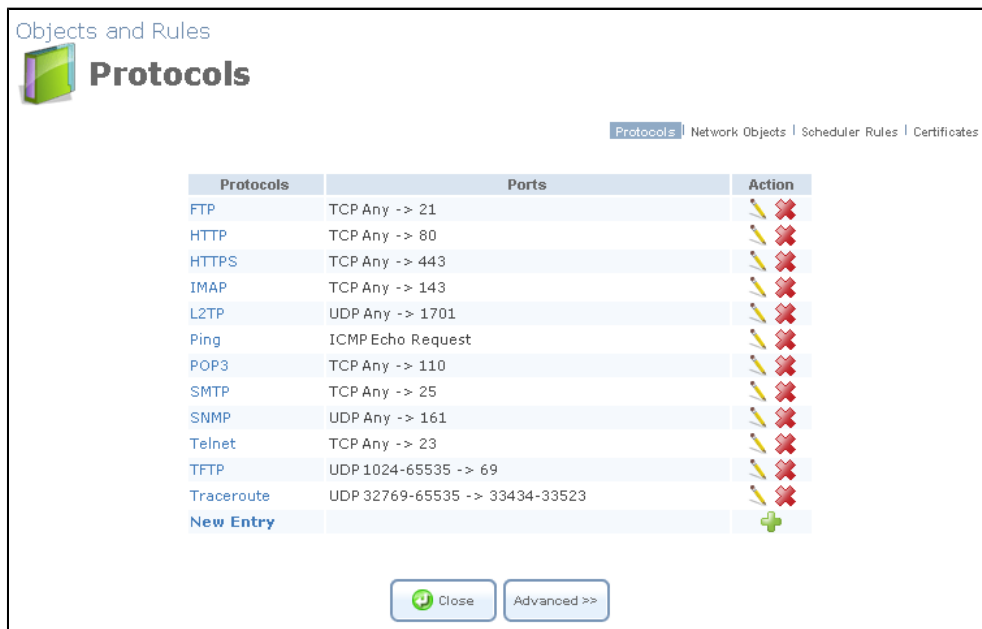 Objects and Rules
Protocols
Protocols | Network Objects | Scheduler Rules | Certificates
Protocols Ports Action
FTP TCP Any -> 21
HTTP TCP Any -> 80
HTTPS TCP Any -> 443
IMAP TCP Any -> 143
L2TP UDP Any -> 1701
Ping ICMP Echo Request
POP3 TCP Any -> 110
SMTP TCP Any -> 25
SNMP UDP Any -> 161
Telnet TCP Any -> 23
TFTP UDP 1024-65535 -> 69
Traceroute UDP 32769-65535 -> 33434-33523
New Entry
Close Advanced >>